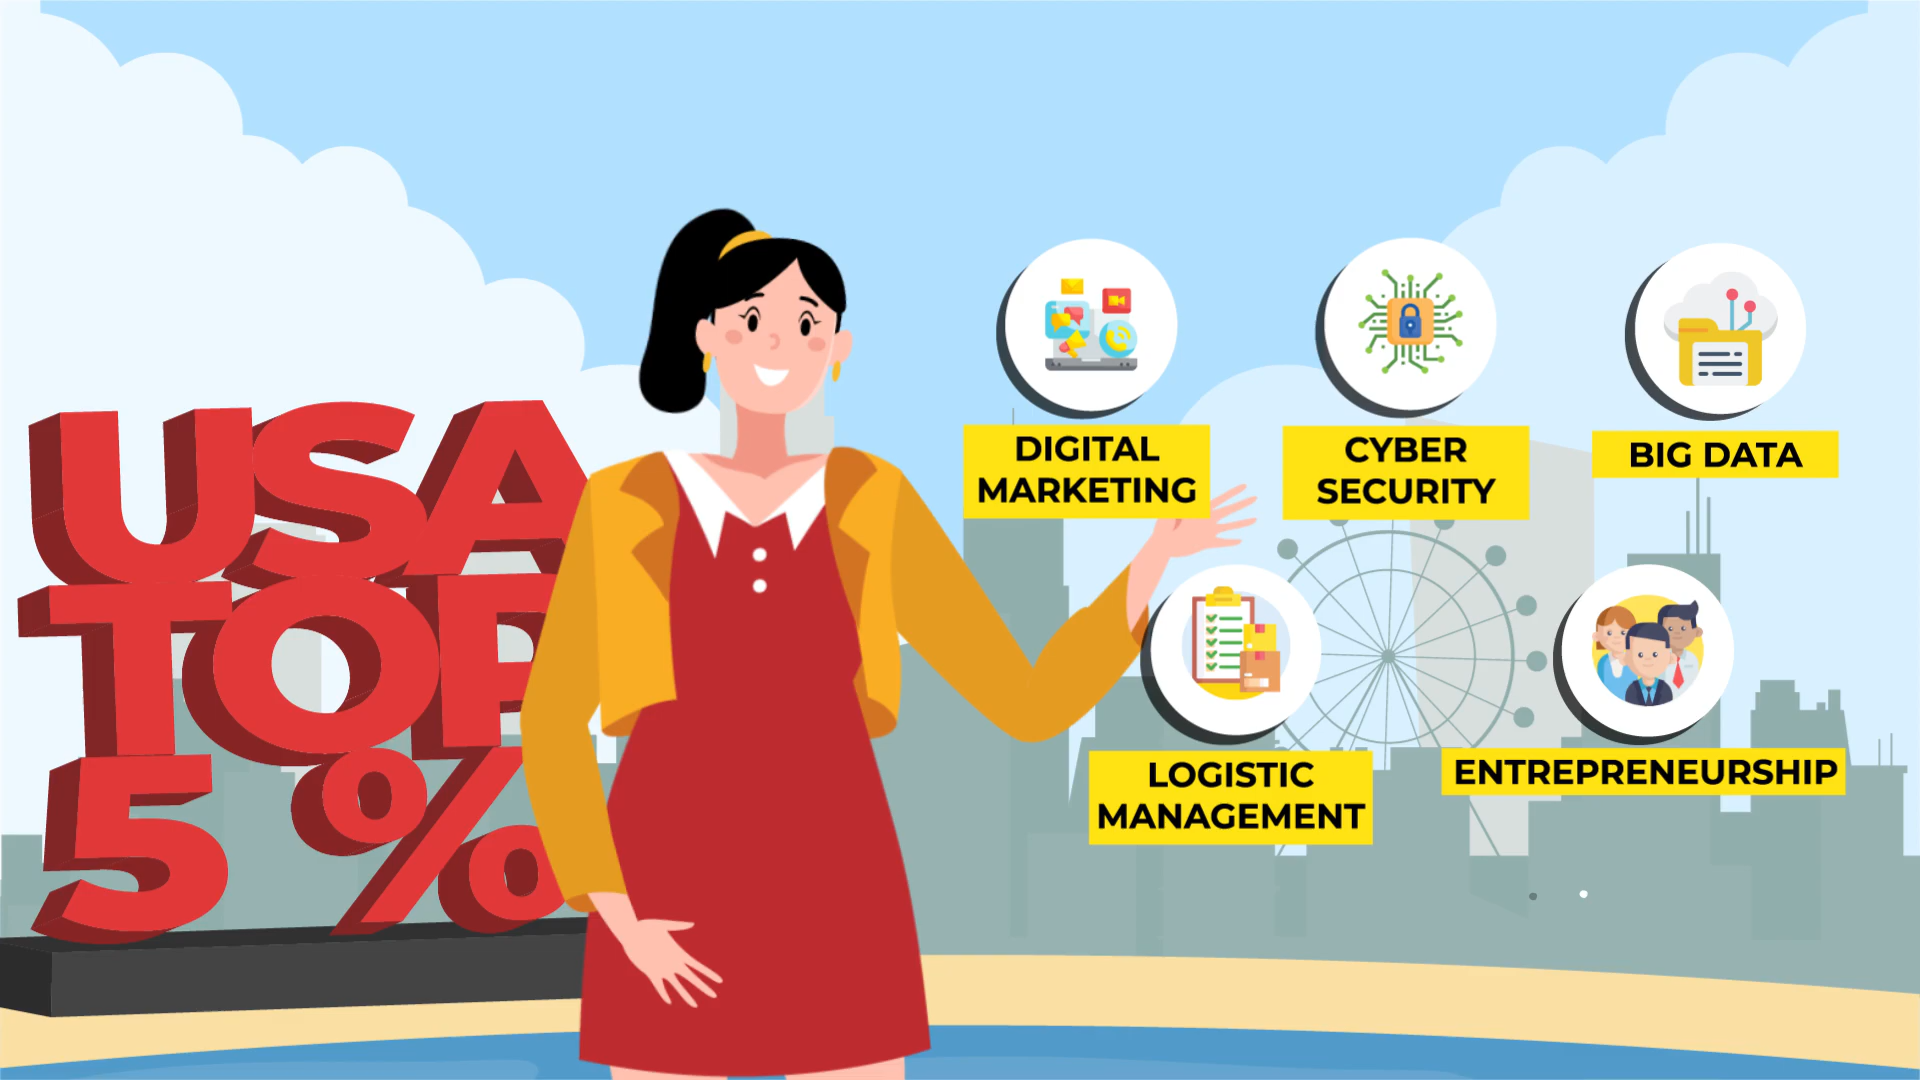 USA
TOP
5 %
DIGITAL
MARKETING
CYBER
SECURITY
BIG DATA
LOGISTIC
MANAGEMENT
ENTREPRENEURSHIP